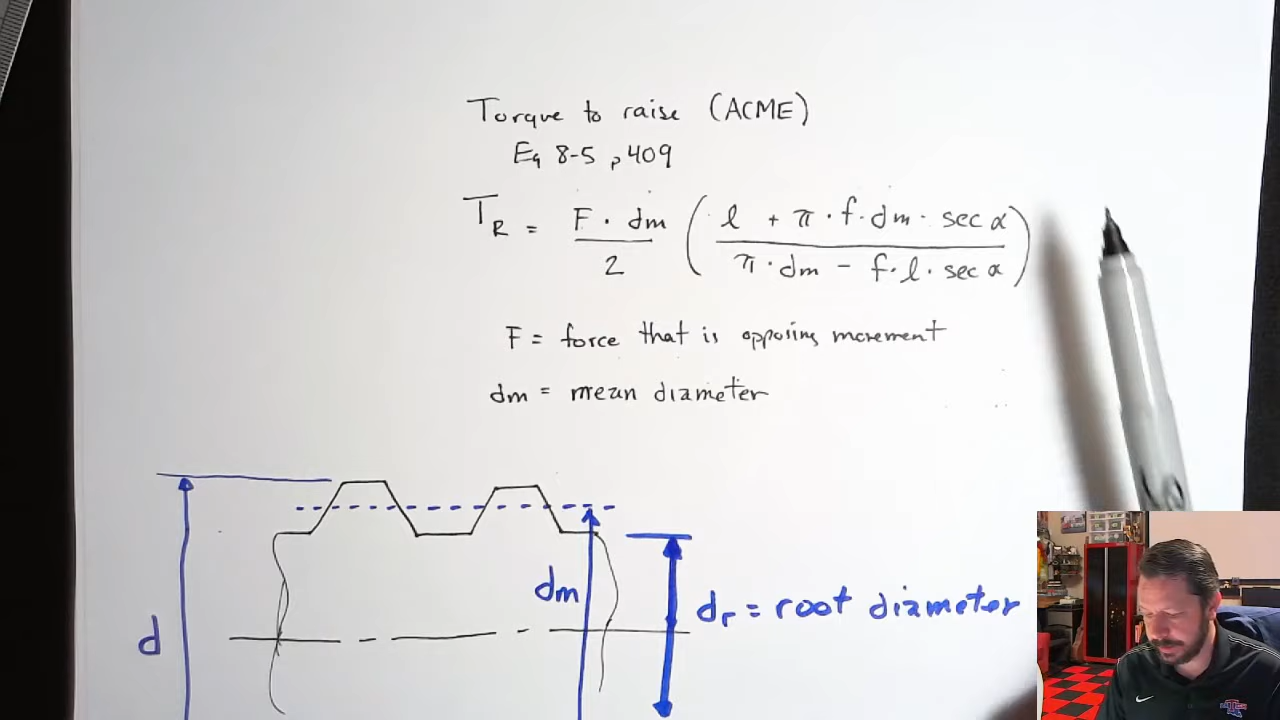 Torque to raise (ACME)
Eq 8-5, p409
T_R = F · dm / 2 ( l + π · f · dm · sec α / π · dm - f · l · sec α )
F = force that is opposing movement
dm = mean diameter
dm
dr = root diameter
d